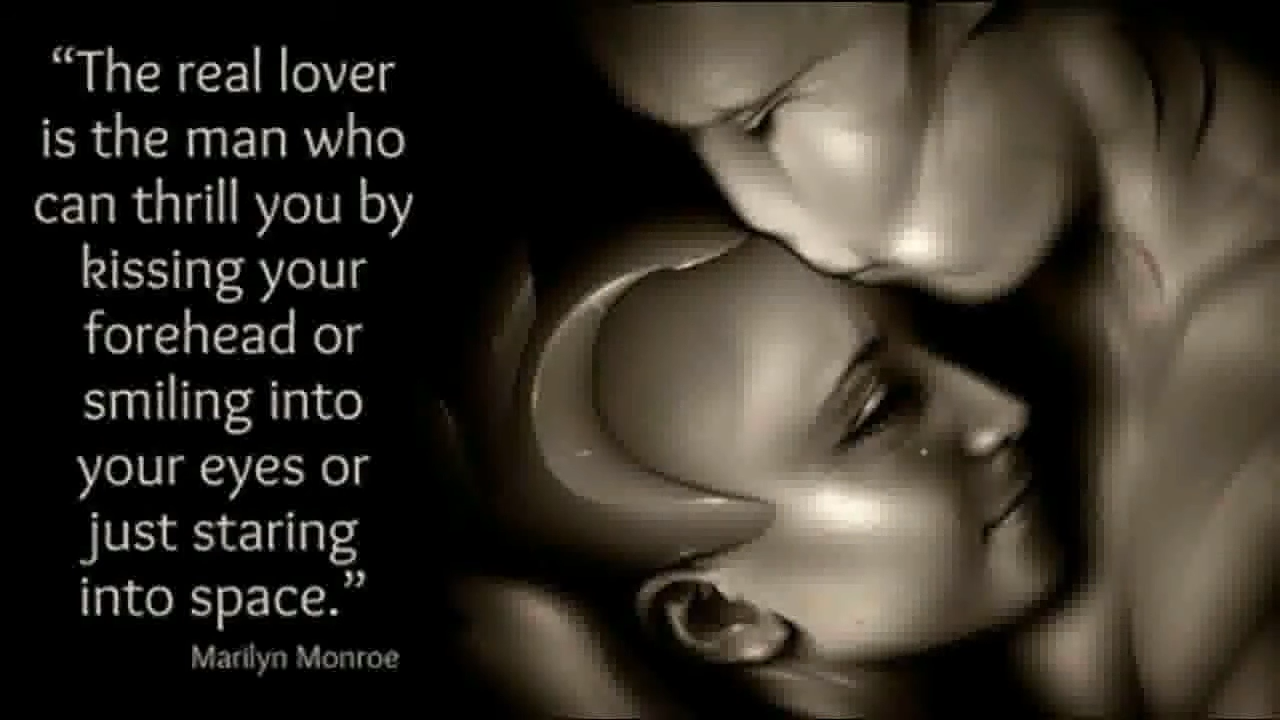 “The real lover
is the man who
can thrill you by
kissing your
forehead or
smiling into
your eyes or
just staring
into space.”
Marilyn Monroe